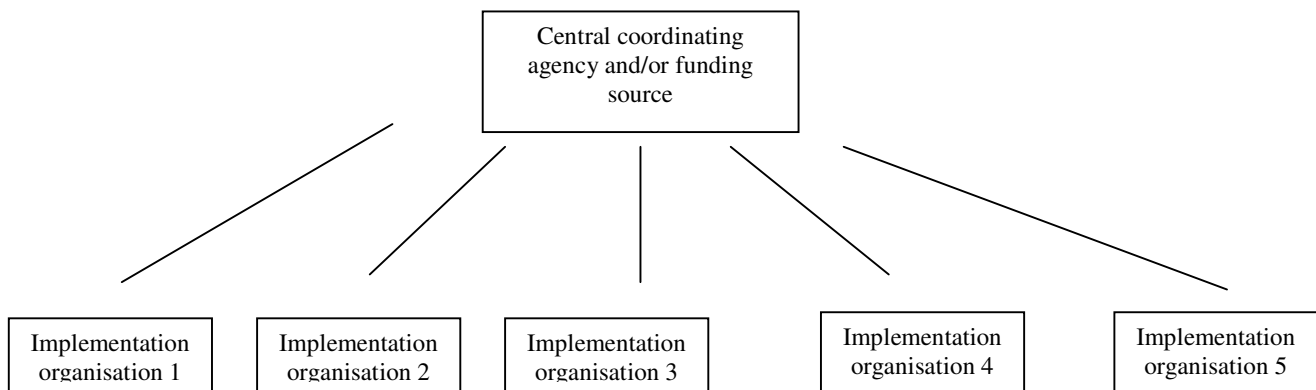 Central coordinating
agency and/or funding
source
Implementation
organisation 1
Implementation
organisation 2
Implementation
organisation 3
Implementation
organisation 4
Implementation
organisation 5